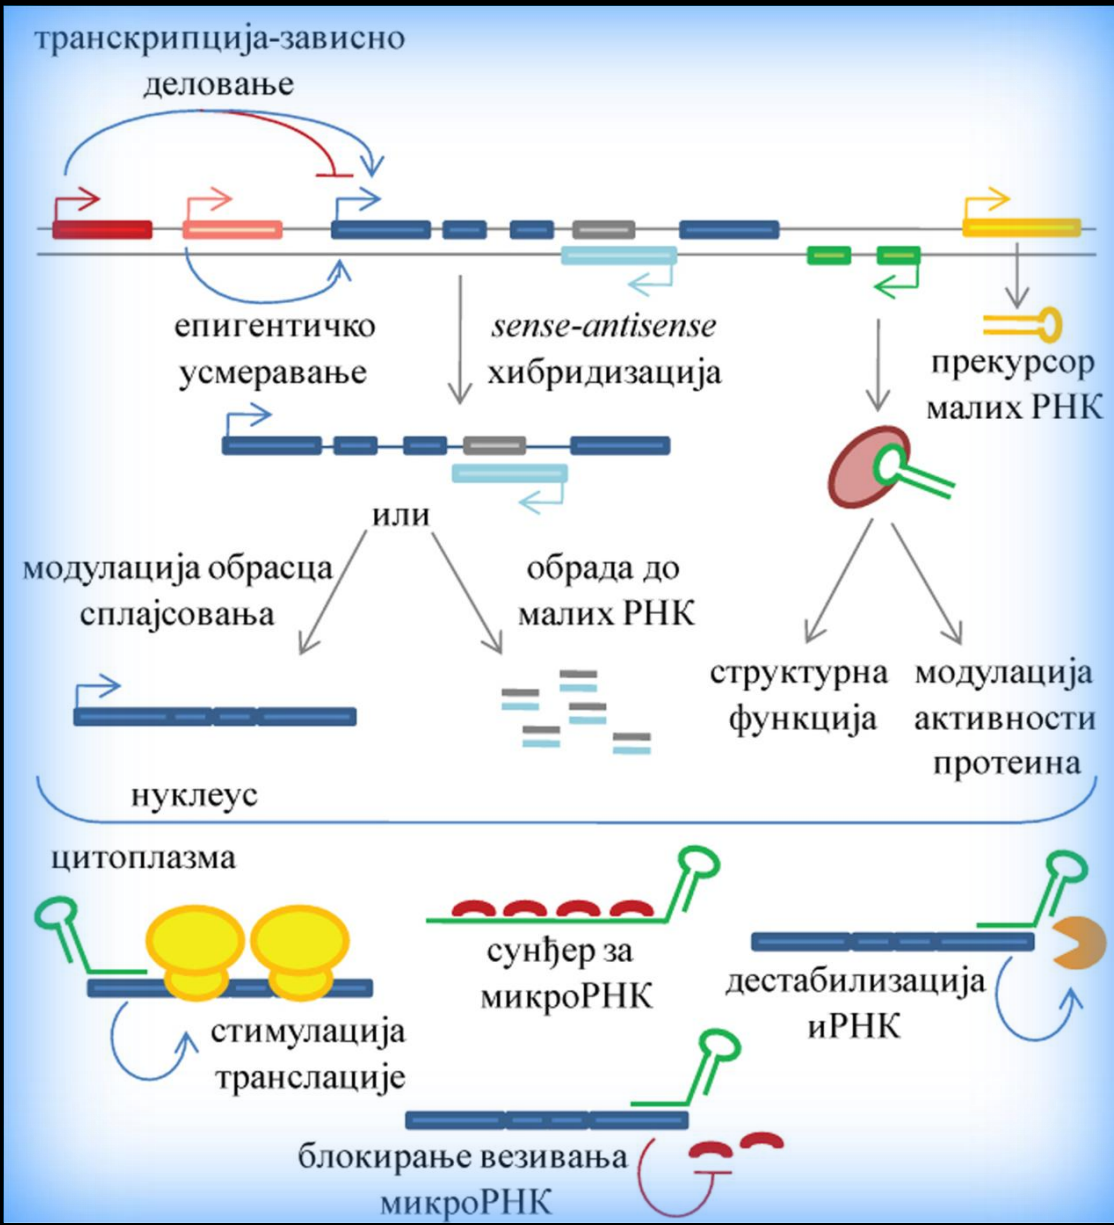 транскрипција-зависно
деловање
епигентичко
усмеравање
sense-antisense
хибридизација
прекурсор
малих РНК
или
модулација обрасца
сплајсовања
обрада до
малих РНК
структурна
функција
модулација
активности
протеина
нуклеус
цитоплазма
стимулација
транслације
сунђер за
микроРНК
дестабилизација
иРНК
блокирање везивања
микроРНК